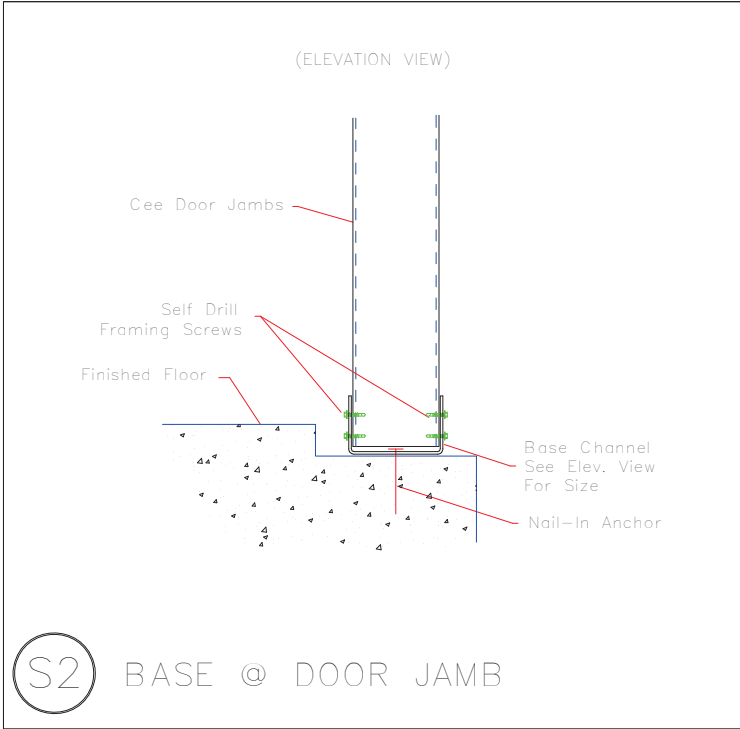 (ELEVATION VIEW)
Cee Door Jambs
Self Drill
Framing Screws
Finished Floor
Base Channel
See Elev. View
For Size
Nail-In Anchor
S2 BASE @ DOOR JAMB